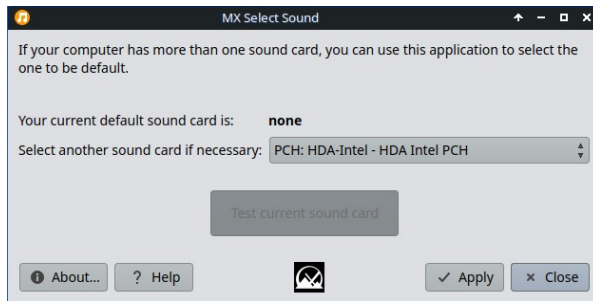 MX Select Sound
If your computer has more than one sound card, you can use this application to select the
one to be default.
Your current default sound card is: none
Select another sound card if necessary: PCH: HDA-Intel - HDA Intel PCH
Test current sound card
About... ? Help Apply Close